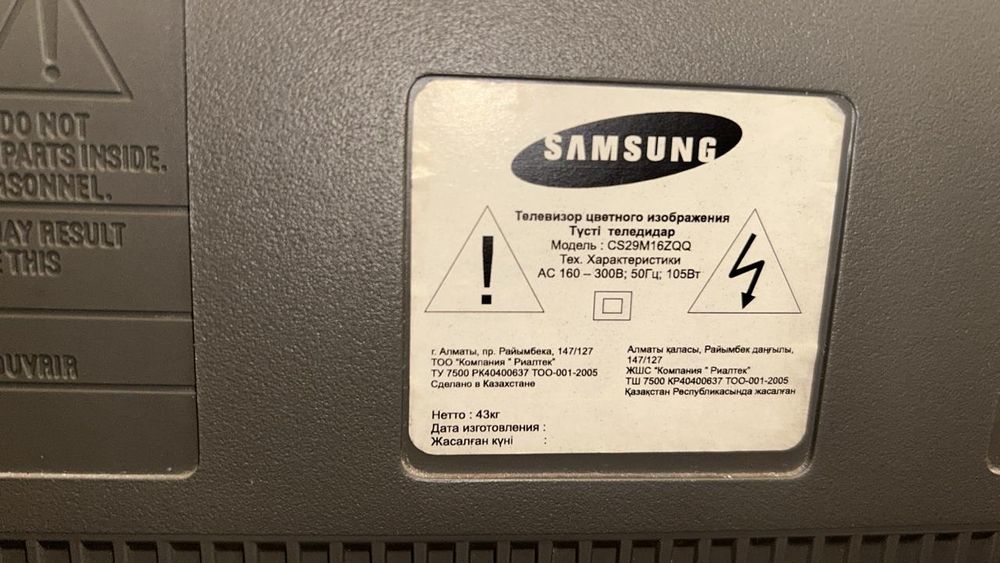 DO NOT
PARTS INSIDE.
RSONNEL.
AY RESULT
THIS
OUVRIR
SAMSUNG
Телевизор цветного изображения
Түсті теледидар
Модель : CS29M16ZQQ
Тех. Характеристики
АС 160 – 300В; 50Гц; 105Вт
г. Алматы, пр. Райымбека, 147/127
ТОО "Компания " Риалтек"
ТУ 7500 РК40400637 ТОО-001-2005
Сделано в Казахстане
Алматы қаласы, Райымбек даңғылы,
147/127
ЖШС "Компания " Риалтек"
ТШ 7500 КР40400637 ТОО-001-2005
Қазақстан Республикасында жасалған
Нетто : 43кг
Дата изготовления :
Жасалған күні :